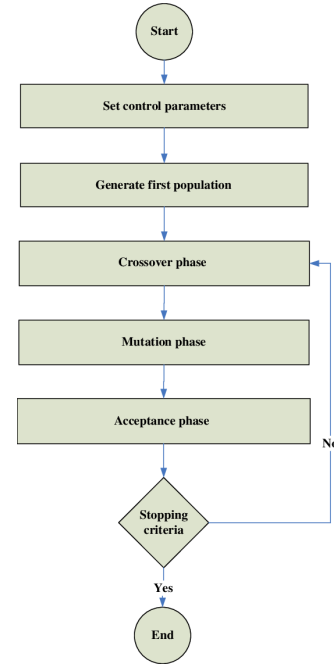 Start
Set control parameters
Generate first population
Crossover phase
Mutation phase
Acceptance phase
No
Stopping
criteria
Yes
End